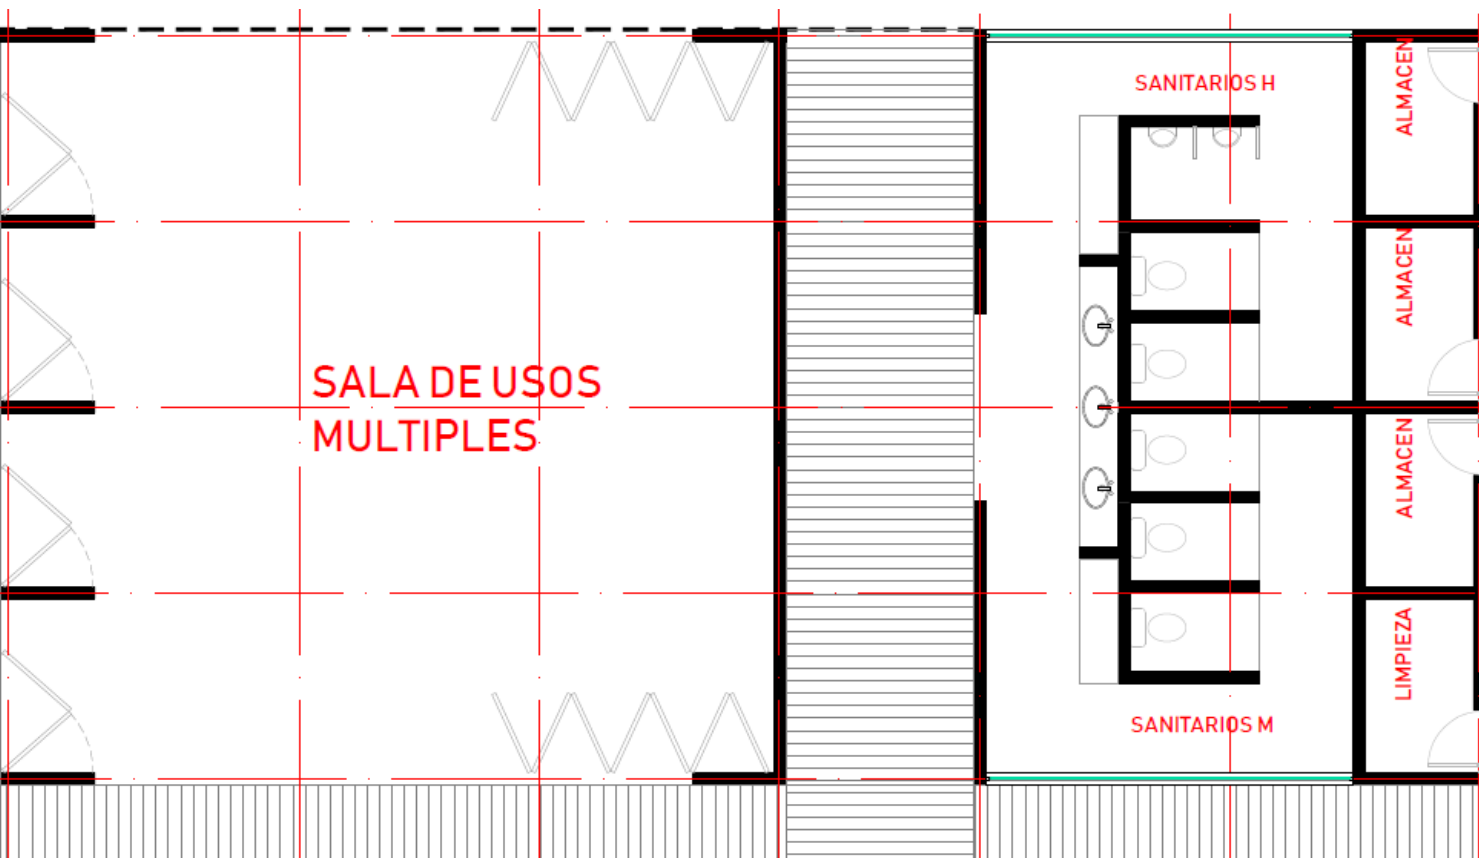 SANITARIOS H
ALMACEN
ALMACEN
SALA DE USOS
MULTIPLES
ALMACEN
LIMPIEZA
SANITARIOS M